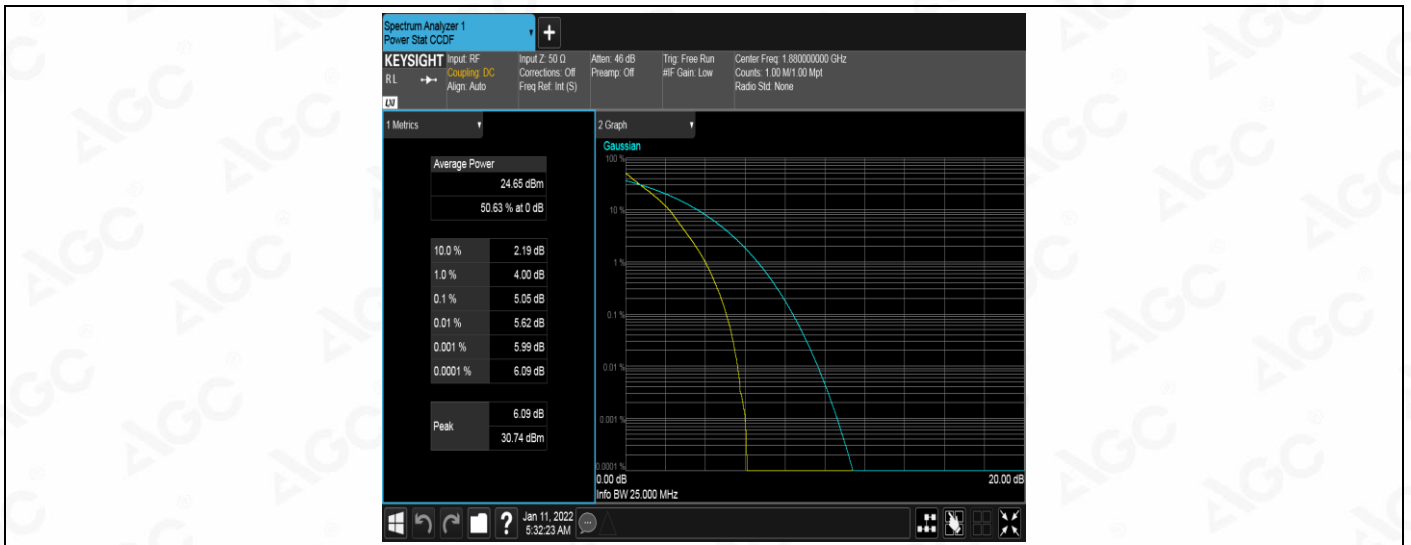 Spectrum Analyzer 1
Power Stat CCDF
+
KEYSIGHT
RL
LXI
Input: RF
Coupling: DC
Align: Auto
Input Z: 50 Ω
Corrections: Off
Freq Ref: Int (S)
Atten: 46 dB
Preamp: Off
Trig: Free Run
#IF Gain: Low
Center Freq: 1.880000000 GHz
Counts: 1.00 M/1.00 Mpt
Radio Std: None
1 Metrics
Average Power
24.65 dBm
50.63 % at 0 dB
10.0 % 2.19 dB
1.0 % 4.00 dB
0.1 % 5.05 dB
0.01 % 5.62 dB
0.001 % 5.99 dB
0.0001 % 6.09 dB
Peak
6.09 dB
30.74 dBm
2 Graph
Gaussian
100 %
10 %
1 %
0.1 %
0.01 %
0.001 %
0.0001 %
0.00 dB
20.00 dB
Info BW 25.000 MHz
?
Jan 11, 2022
5:32:23 AM
AGC